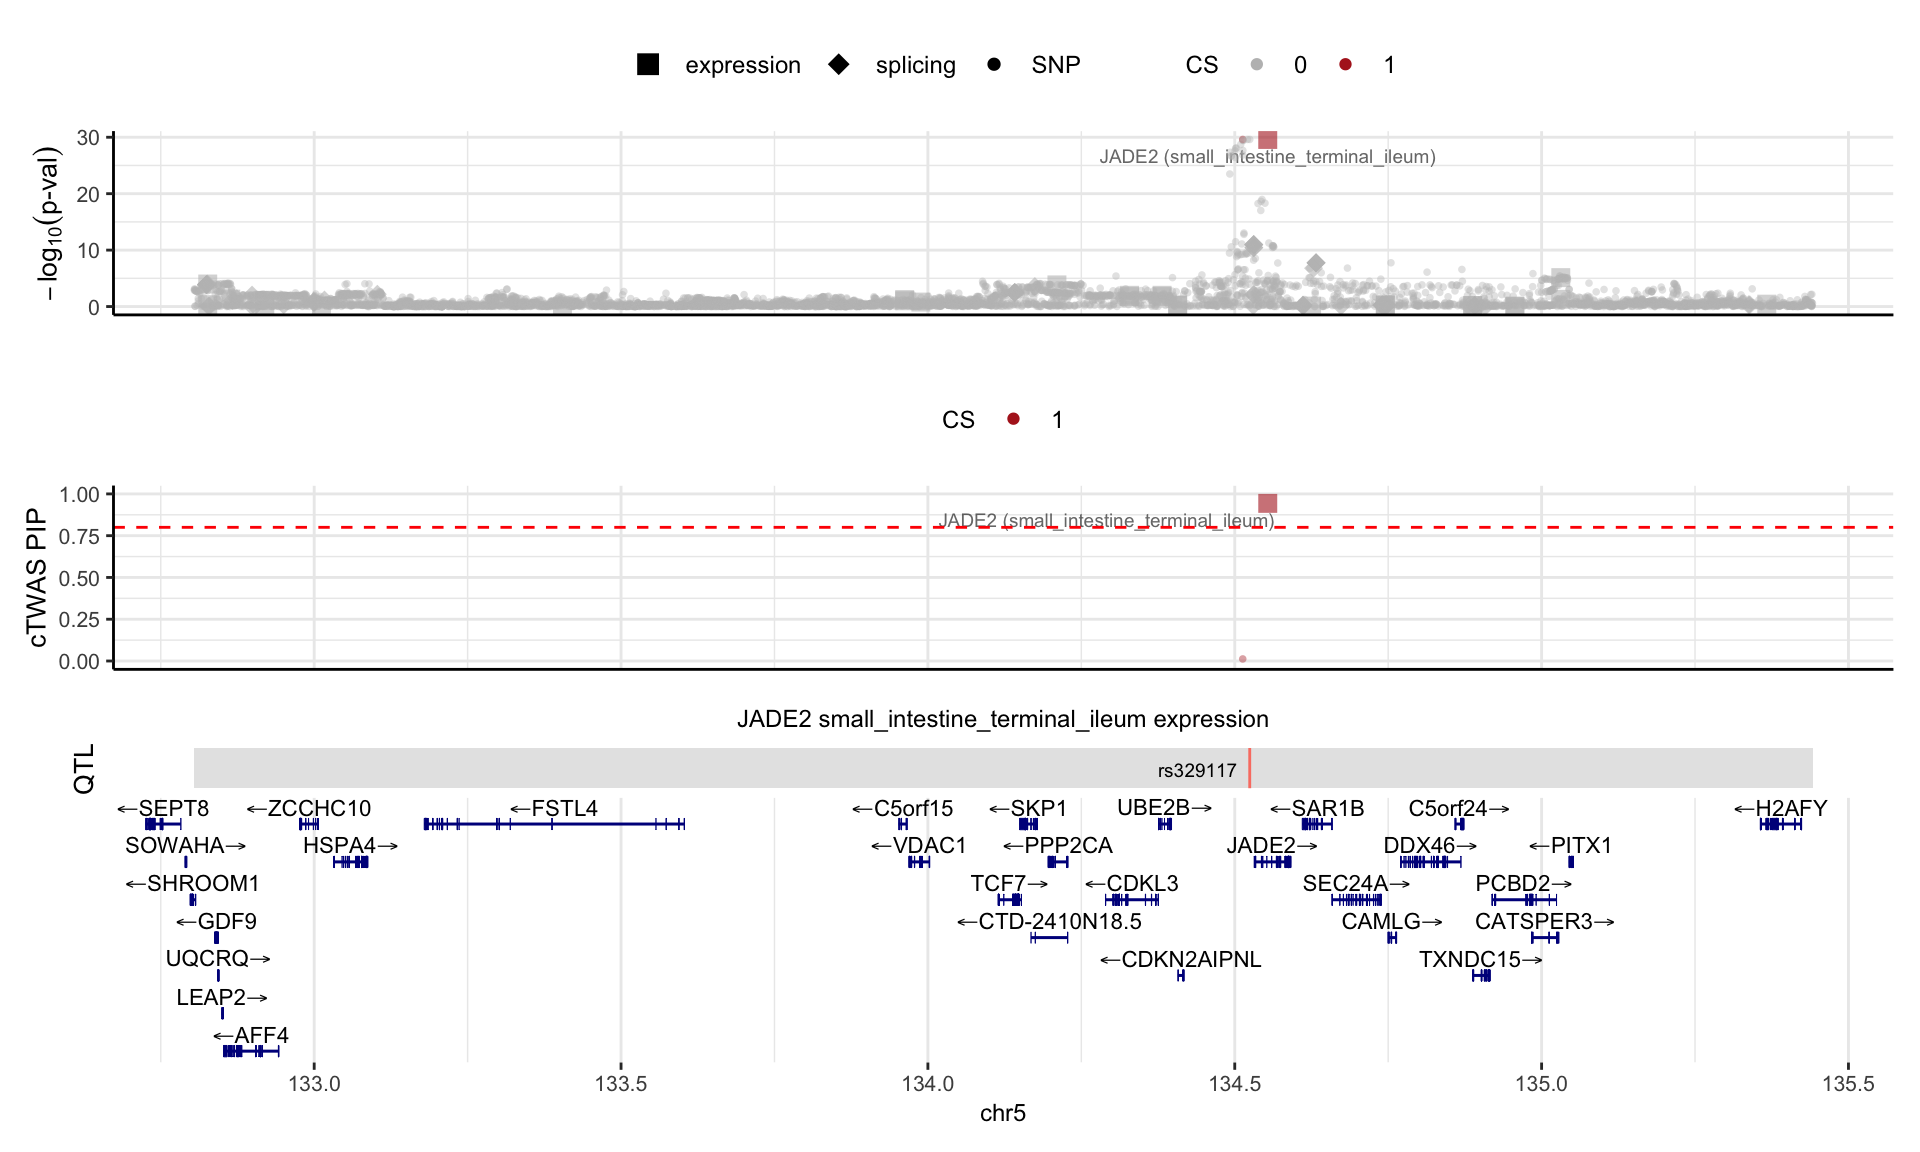 expression splicing SNP CS 0 1
− log10(p-val)
30
20
10
0
JADE2 (small_intestine_terminal_ileum)
CS 1
cTWAS PIP
1.00
0.75
0.50
0.25
0.00
JADE2 (small_intestine_terminal_ileum)
JADE2 small_intestine_terminal_ileum expression
QTL
rs329117
←SEPT8 ←ZCCHC10 ←FSTL4 ←C5orf15 ←SKP1 UBE2B→ ←SAR1B C5orf24→ ←H2AFY
SOWAHA→ HSPA4→ ←VDAC1 ←PPP2CA JADE2→ DDX46→ ←PITX1
←SHROOM1 TCF7→ ←CDKL3 SEC24A→ PCBD2→
←GDF9 ←CTD-2410N18.5 CAMLG→ CATSPER3→
UQCRQ→ ←CDKN2AIPNL TXNDC15→
LEAP2→
←AFF4
133.0 133.5 134.0 134.5 135.0 135.5
chr5